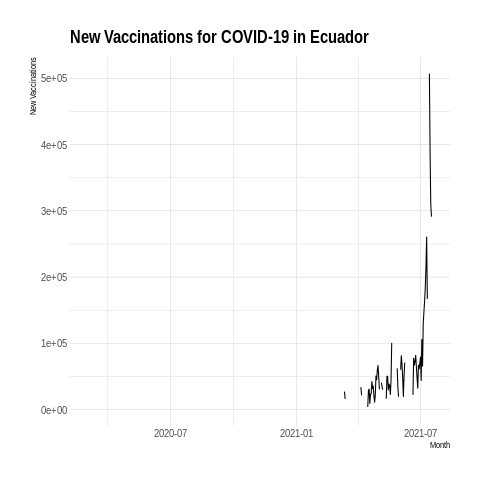 New Vaccinations for COVID-19 in Ecuador
New Vaccinations
5e+05
4e+05
3e+05
2e+05
1e+05
0e+00
2020-07
2021-01
2021-07
Month